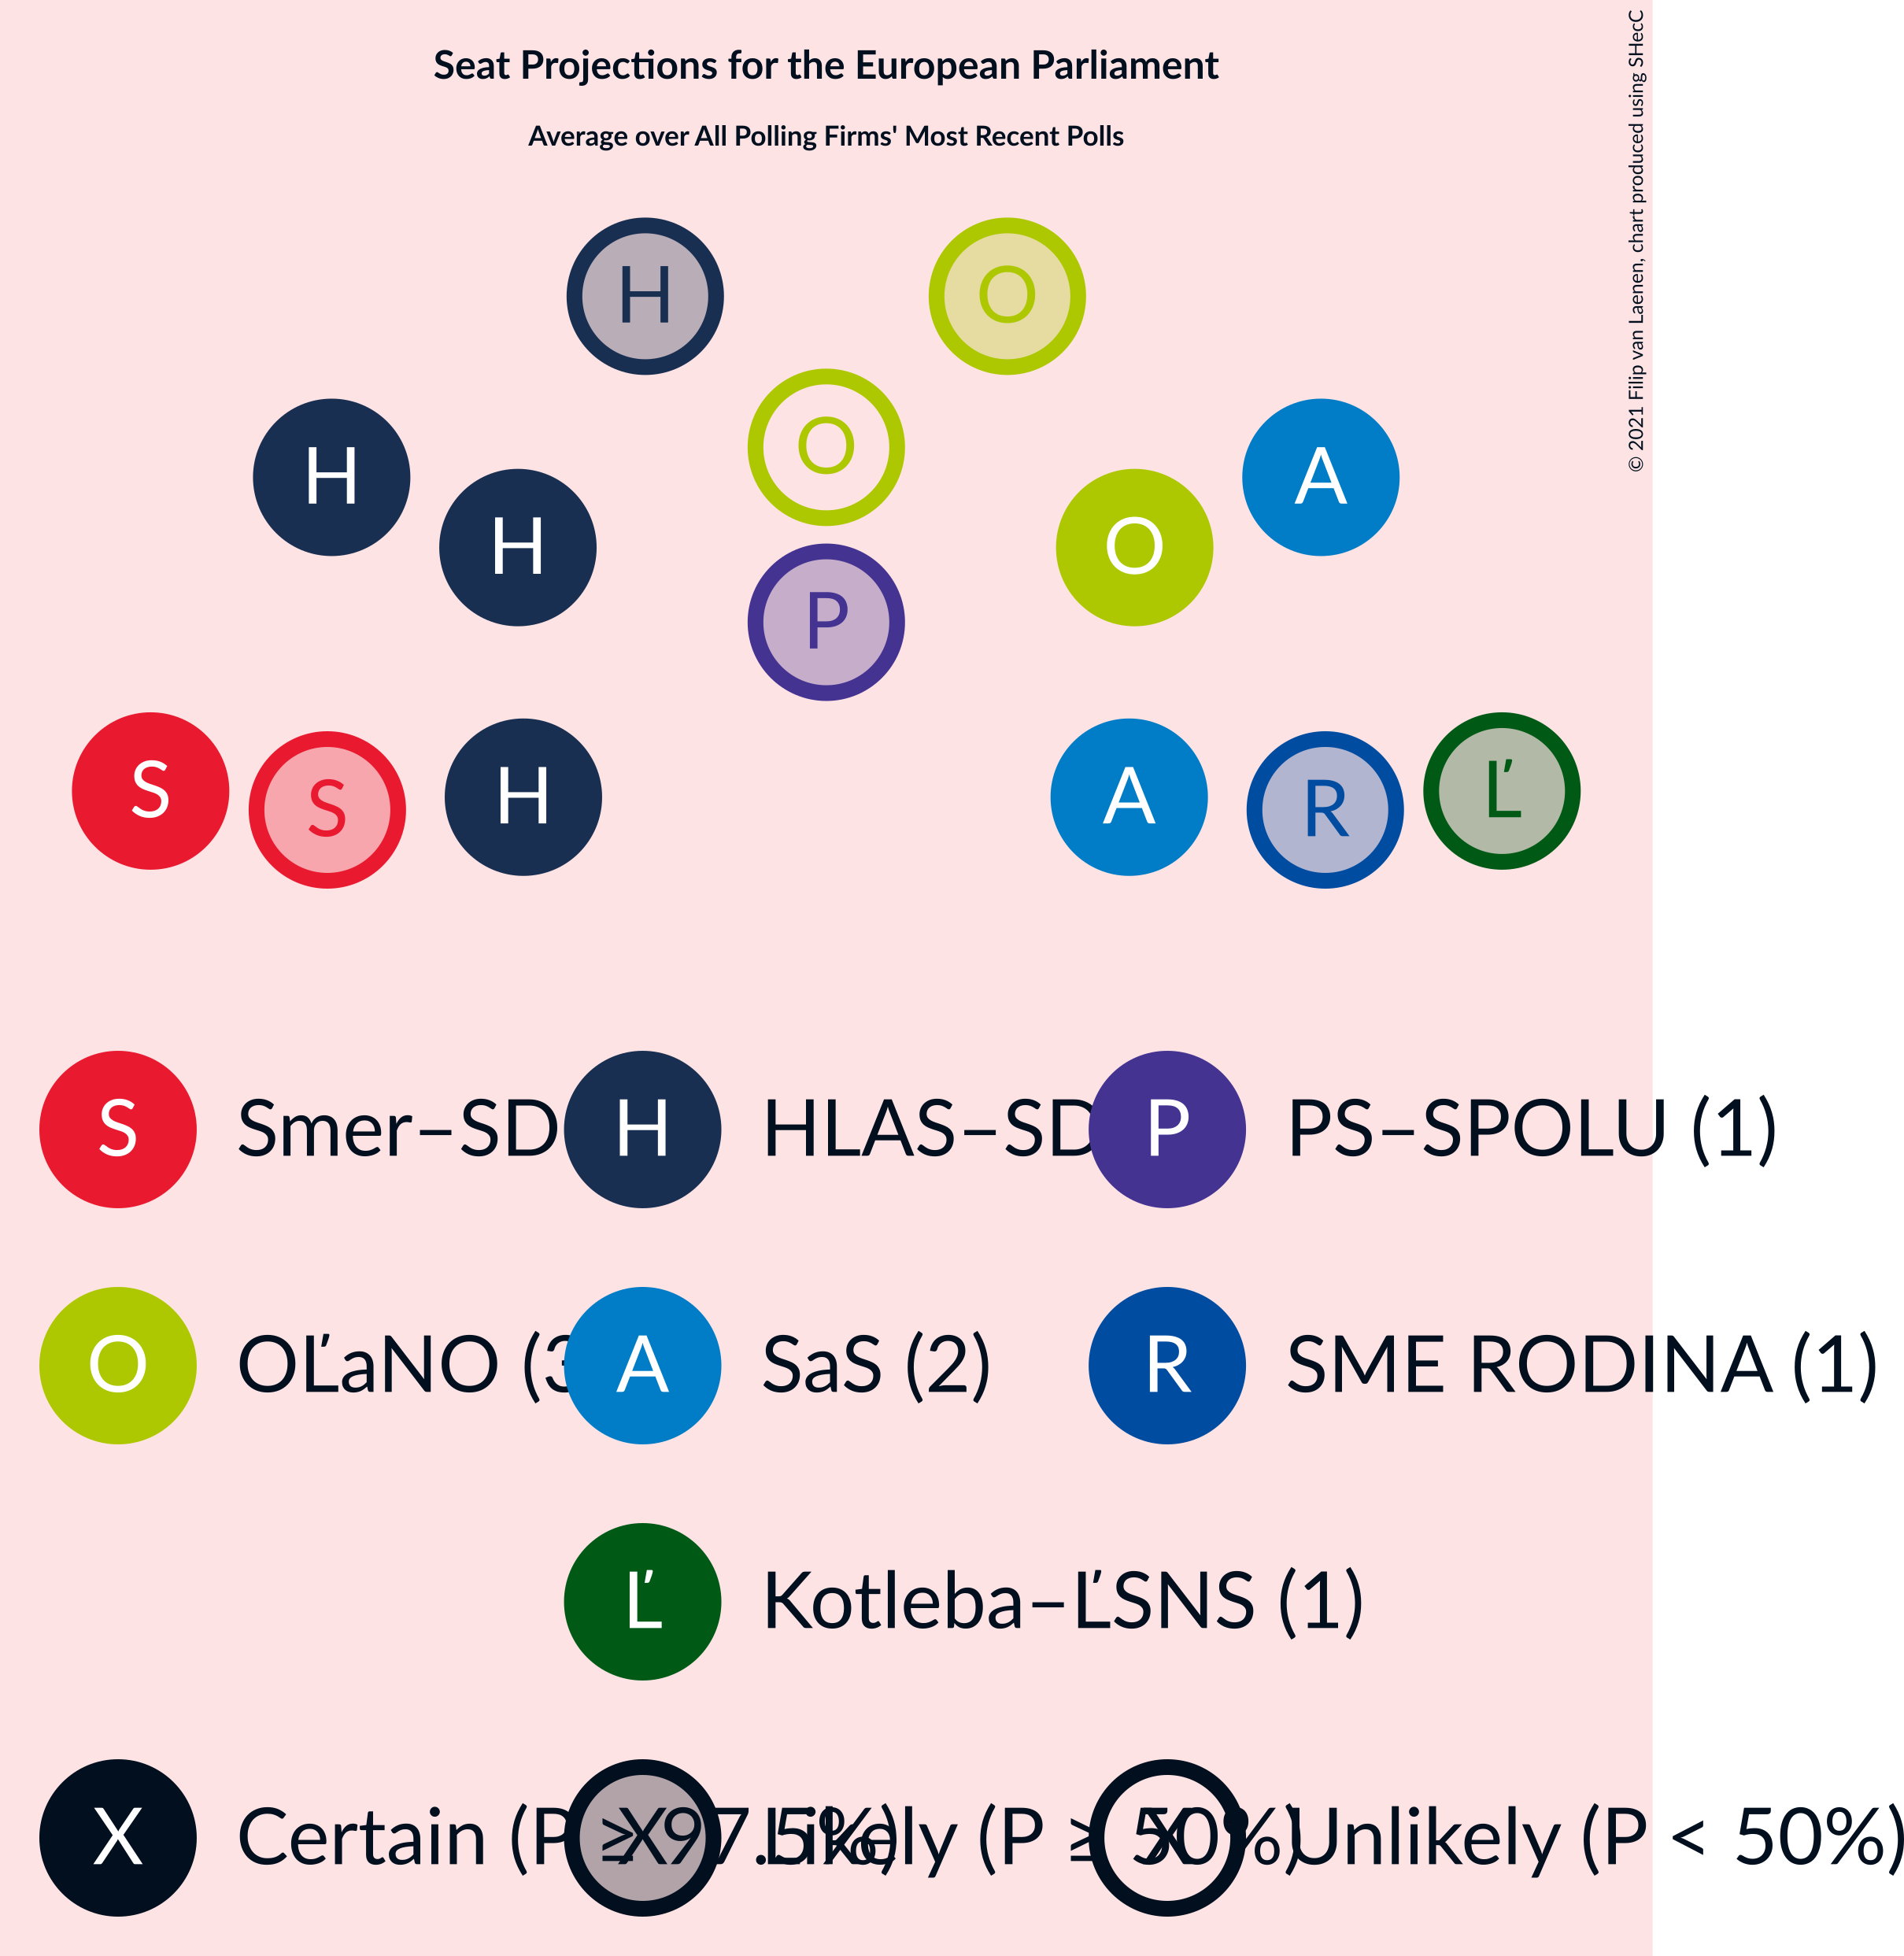 Seat Projections for the European Parliament
Average over All Polling Firms' Most Recent Polls
© 2021 Filip van Laenen, chart produced using SHecC
H O
O
H A
H O
P
S Ľ
H A
S R
S Smer–SD H HLAS–SD P PS–SPOLU (1)
O OĽaNO (3 A SaS (2) R SME RODINA (1)
Ľ Kotleba–ĽSNS (1)
X Certain (P ≥ 97.5%) X Likely (P ≥ 50%) X Unlikely (P < 50%)